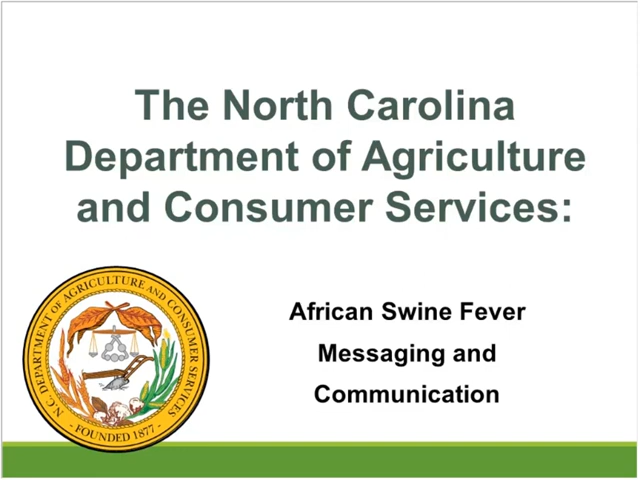 The North Carolina
Department of Agriculture
and Consumer Services:
African Swine Fever
Messaging and
Communication
N.C. DEPARTMENT OF AGRICULTURE AND CONSUMER SERVICES
- FOUNDED 1877 -